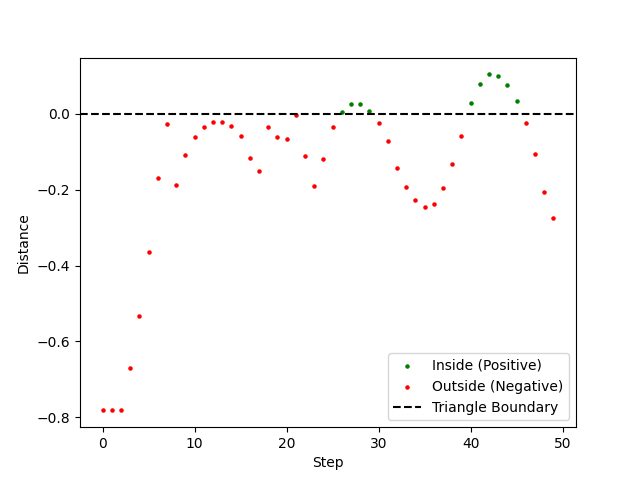 0.0
−0.2
−0.4
−0.6
−0.8
Distance
Inside (Positive)
Outside (Negative)
Triangle Boundary
0 10 20 30 40 50
Step